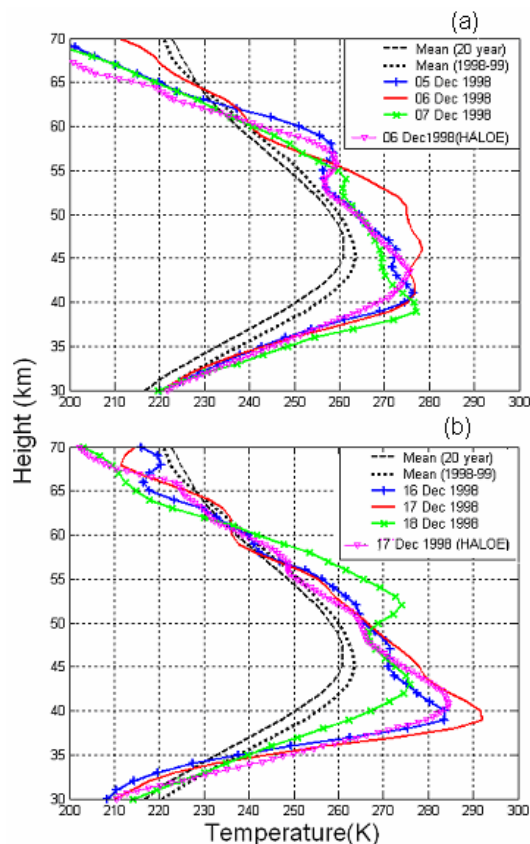 (a)
70
65
60
55
50
45
40
35
30
Mean (20 year)
Mean (1998-99)
05 Dec 1998
06 Dec 1998
07 Dec 1998
06 Dec1998(HALOE)
200 210 220 230 240 250 260 270 280 290 300
Height (km)
(b)
70
65
60
55
50
45
40
35
30
Mean (20 year)
Mean (1998-99)
16 Dec 1998
17 Dec 1998
18 Dec 1998
17 Dec 1998 (HALOE)
200 210 220 230 240 250 260 270 280 290 300
Temperature(K)